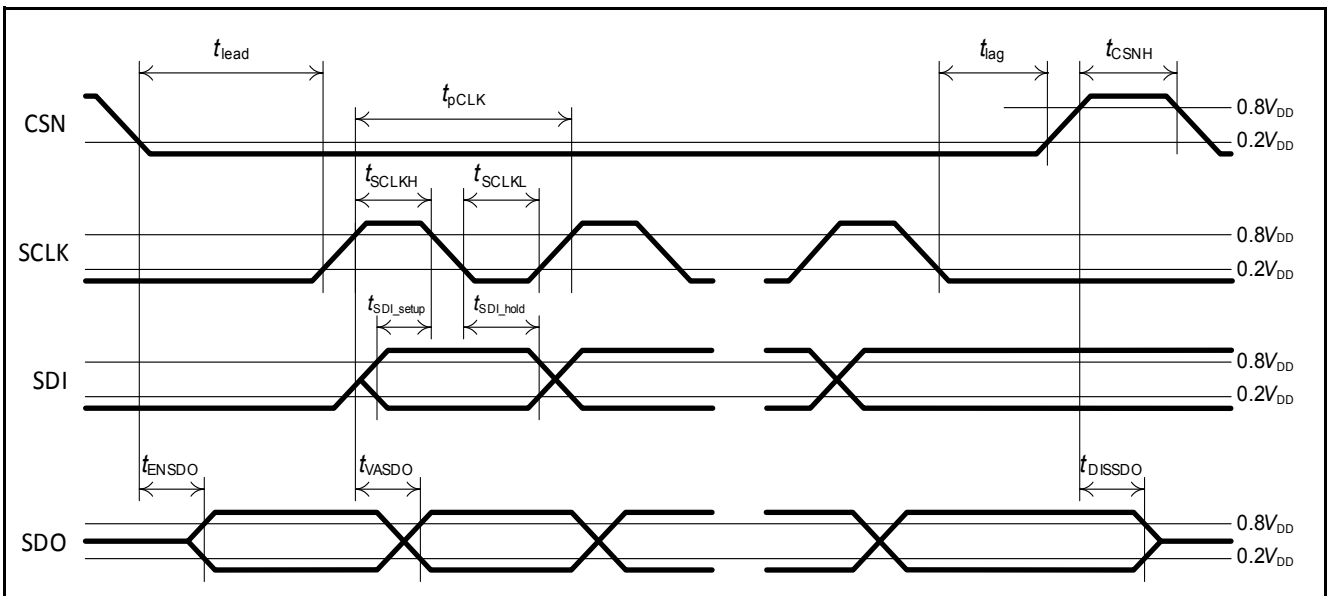 tlead
tlag
tCSNH
tpCLK
CSN
0.8VDD
0.2VDD
tSCLKH
tSCLKL
SCLK
0.8VDD
0.2VDD
tSDI_setup
tSDI_hold
SDI
0.8VDD
0.2VDD
tENSDO
tVASDO
tDISSDO
SDO
0.8VDD
0.2VDD